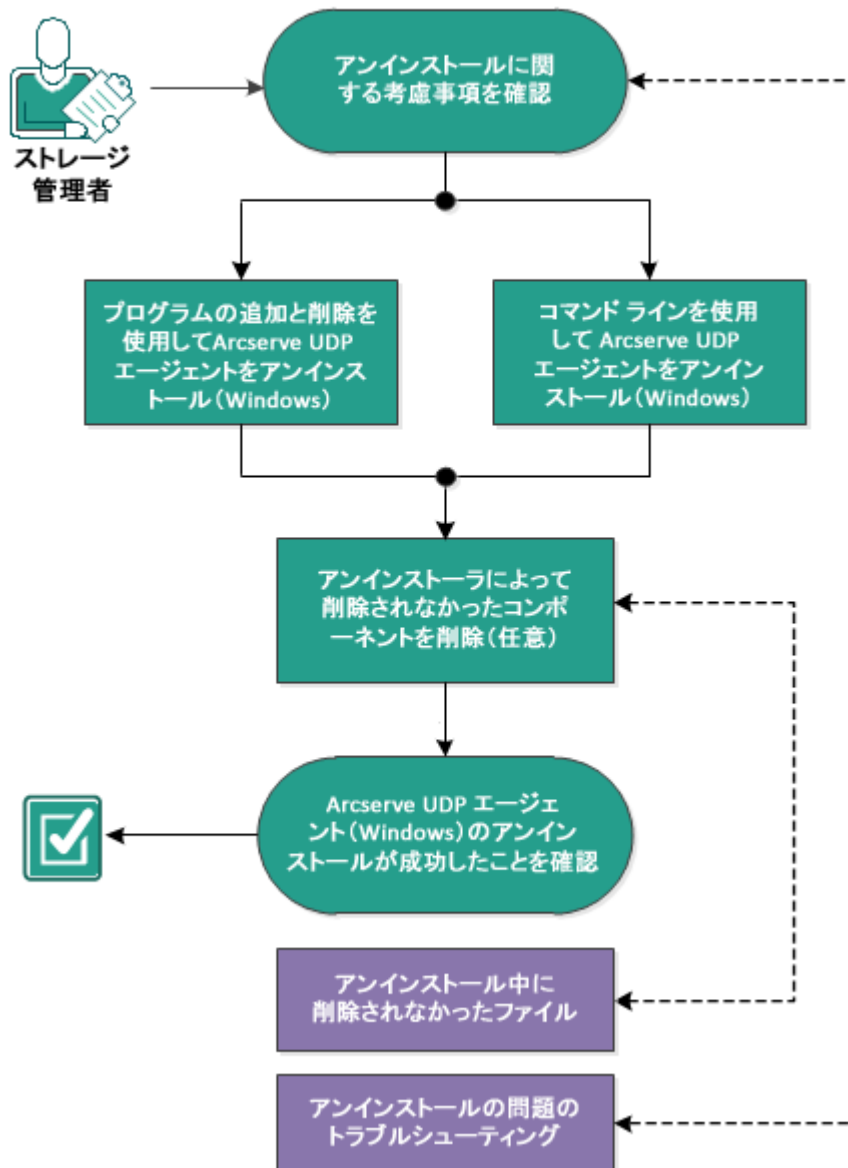 アンインストールに関
する考慮事項を確認
ストレージ
管理者
プログラムの追加と削除を
使用してArcserve UDP
エージェントをアンインス
トール(Windows)
コマンド ラインを使用
して Arcserve UDP
エージェントをアンイン
ストール(Windows)
アンインストーラによって
削除されなかったコンポ
ーネントを削除(任意)
Arcserve UDP エージェ
ント(Windows)のアンイン
ストールが成功したことを確認
アンインストール中に
削除されなかったファイル
アンインストールの問題の
トラブルシューティング